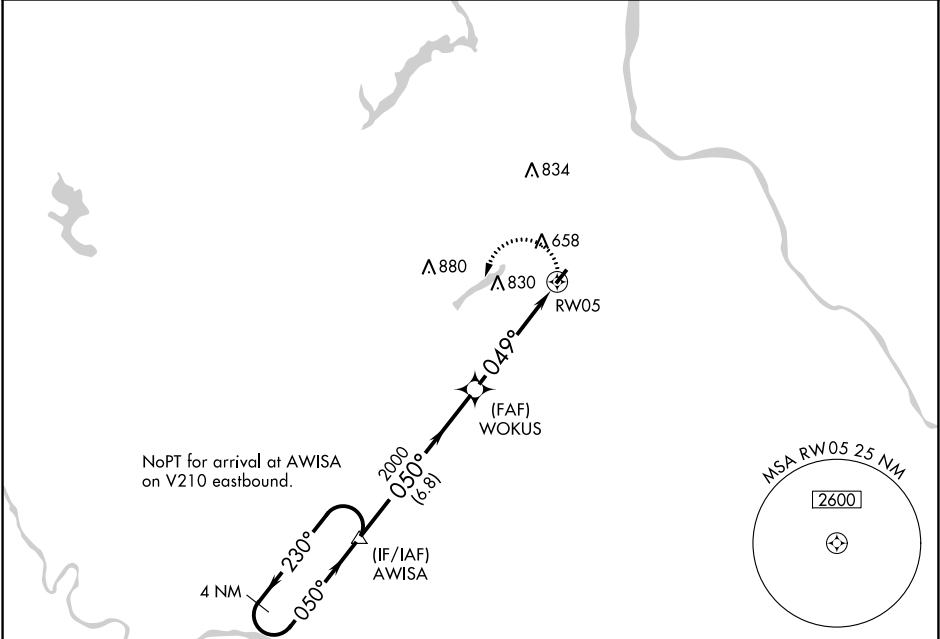 834
658
880
830
RW05
049°
(FAF)
WOKUS
NoPT for arrival at AWISA
on V210 eastbound.
2000
050°
(6.8)
MSA RW05 25 NM
2600
230°
(IF/IAF)
AWISA
4 NM
050°